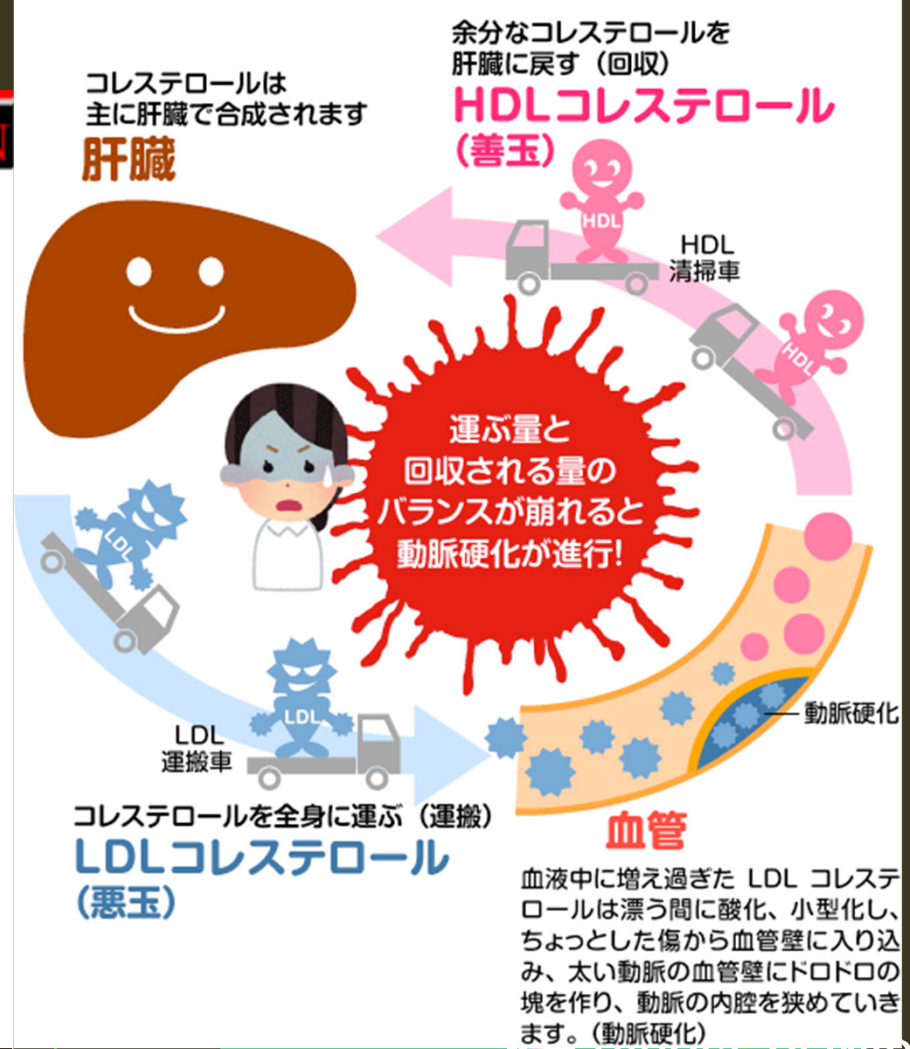 コレステロールは
主に肝臓で合成されます
肝臓
余分なコレステロールを
肝臓に戻す（回収）
HDLコレステロール
（善玉）
HDL
HDL
清掃車
HDL
運ぶ量と
回収される量の
バランスが崩れると
動脈硬化が進行!
LDL
LDL
LDL
運搬車
動脈硬化
コレステロールを全身に運ぶ（運搬）
LDLコレステロール
（悪玉）
血管
血液中に増え過ぎた LDL コレステ
ロールは漂う間に酸化、小型化し、
ちょっとした傷から血管壁に入り込
み、太い動脈の血管壁にドロドロの
塊を作り、動脈の内腔を狭めていき
ます。（動脈硬化）